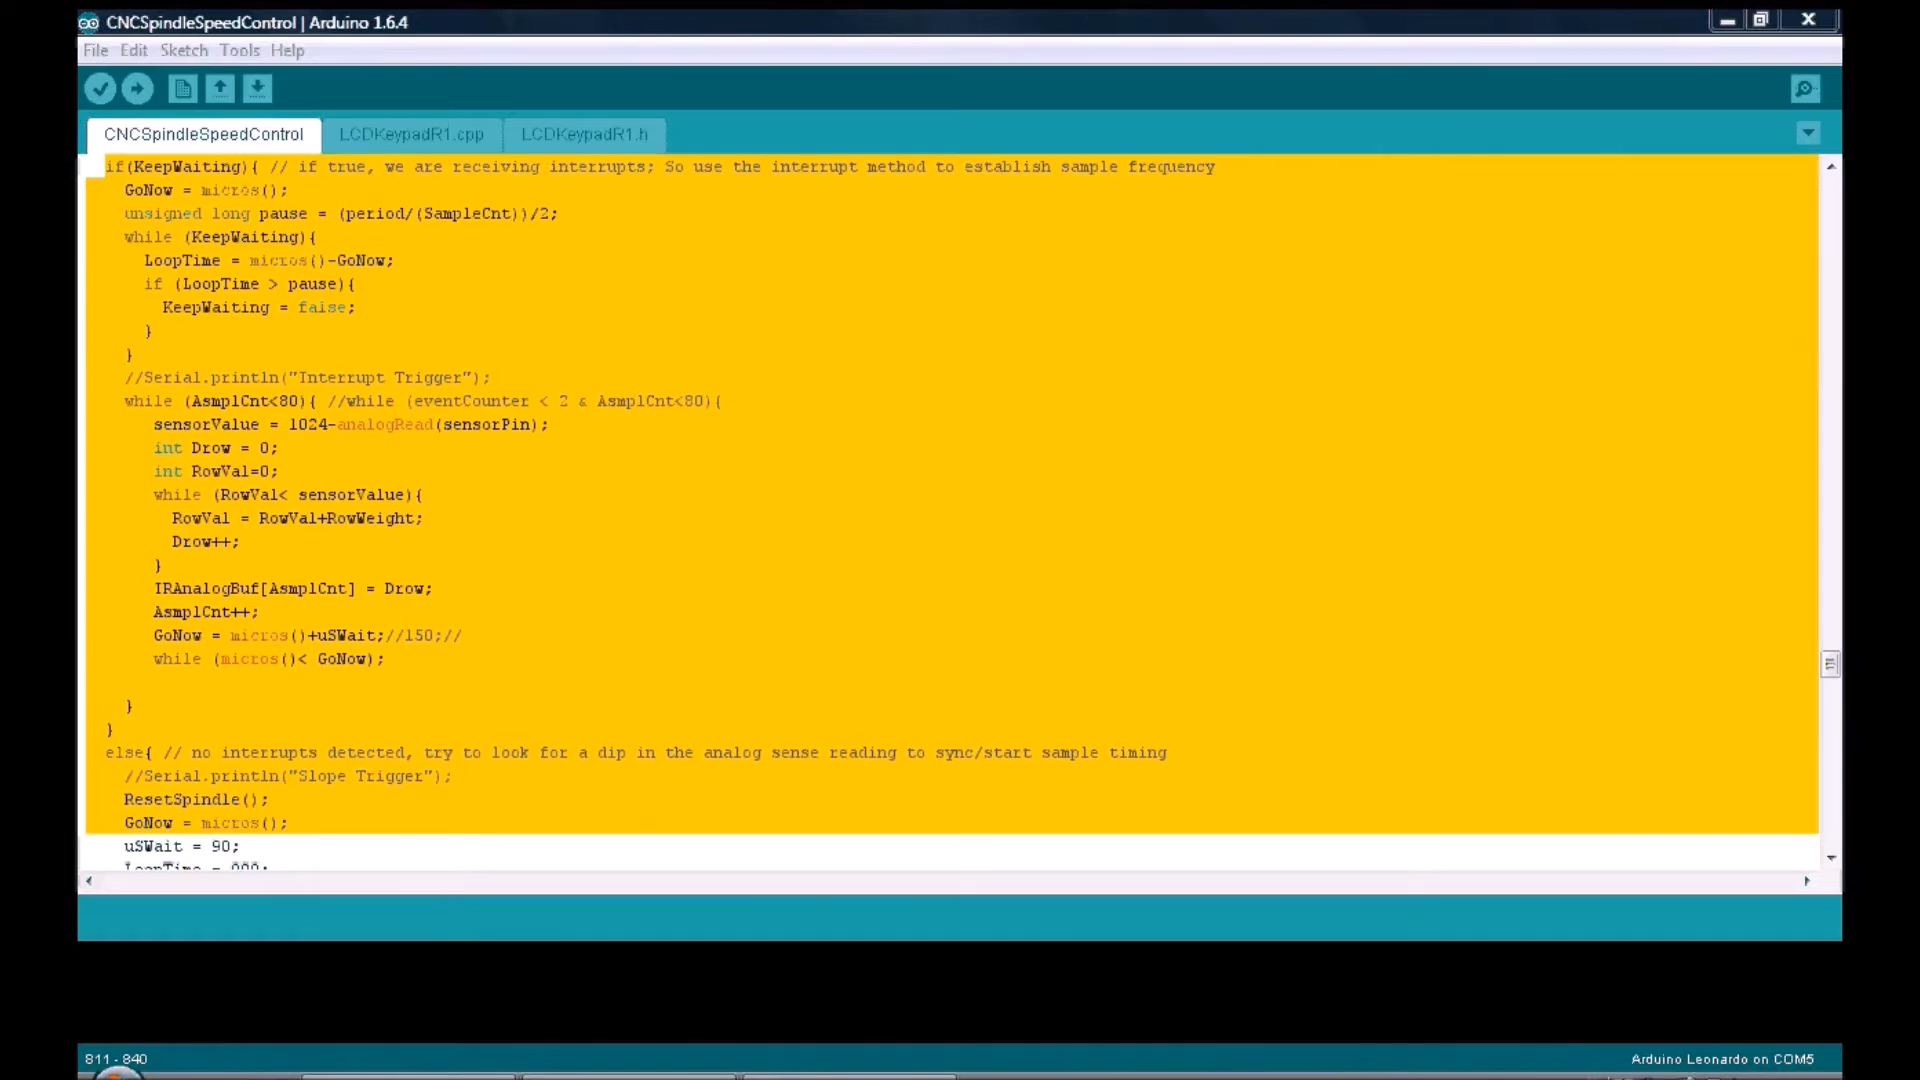 CNCSpindleSpeedControl | Arduino 1.6.4
File Edit Sketch Tools Help
CNCSpindleSpeedControl LCDKeypadR1.cpp LCDKeypadR1.h
if(KeepWaiting){ // if true, we are receiving interrupts; So use the interrupt method to establish sample frequency
GoNow = micros();
unsigned long pause = (period/(SampleCnt))/2;
while (KeepWaiting){
LoopTime = micros()-GoNow;
if (LoopTime > pause){
KeepWaiting = false;
}
}
//Serial.println("Interrupt Trigger");
while (AsmplCnt<80){ //while (eventCounter < 2 & AsmplCnt<80){
sensorValue = 1024-analogRead(sensorPin);
int Drow = 0;
int RowVal=0;
while (RowVal< sensorValue){
RowVal = RowVal+RowWeight;
Drow++;
}
IRAnalogBuf[AsmplCnt] = Drow;
AsmplCnt++;
GoNow = micros()+uSWait;//150;//
while (micros()< GoNow);
}
}
else{ // no interrupts detected, try to look for a dip in the analog sense reading to sync/start sample timing
//Serial.println("Slope Trigger");
ResetSpindle();
GoNow = micros();
uSWait = 90;
LoopTime = 000;
811 - 840
Arduino Leonardo on COM5